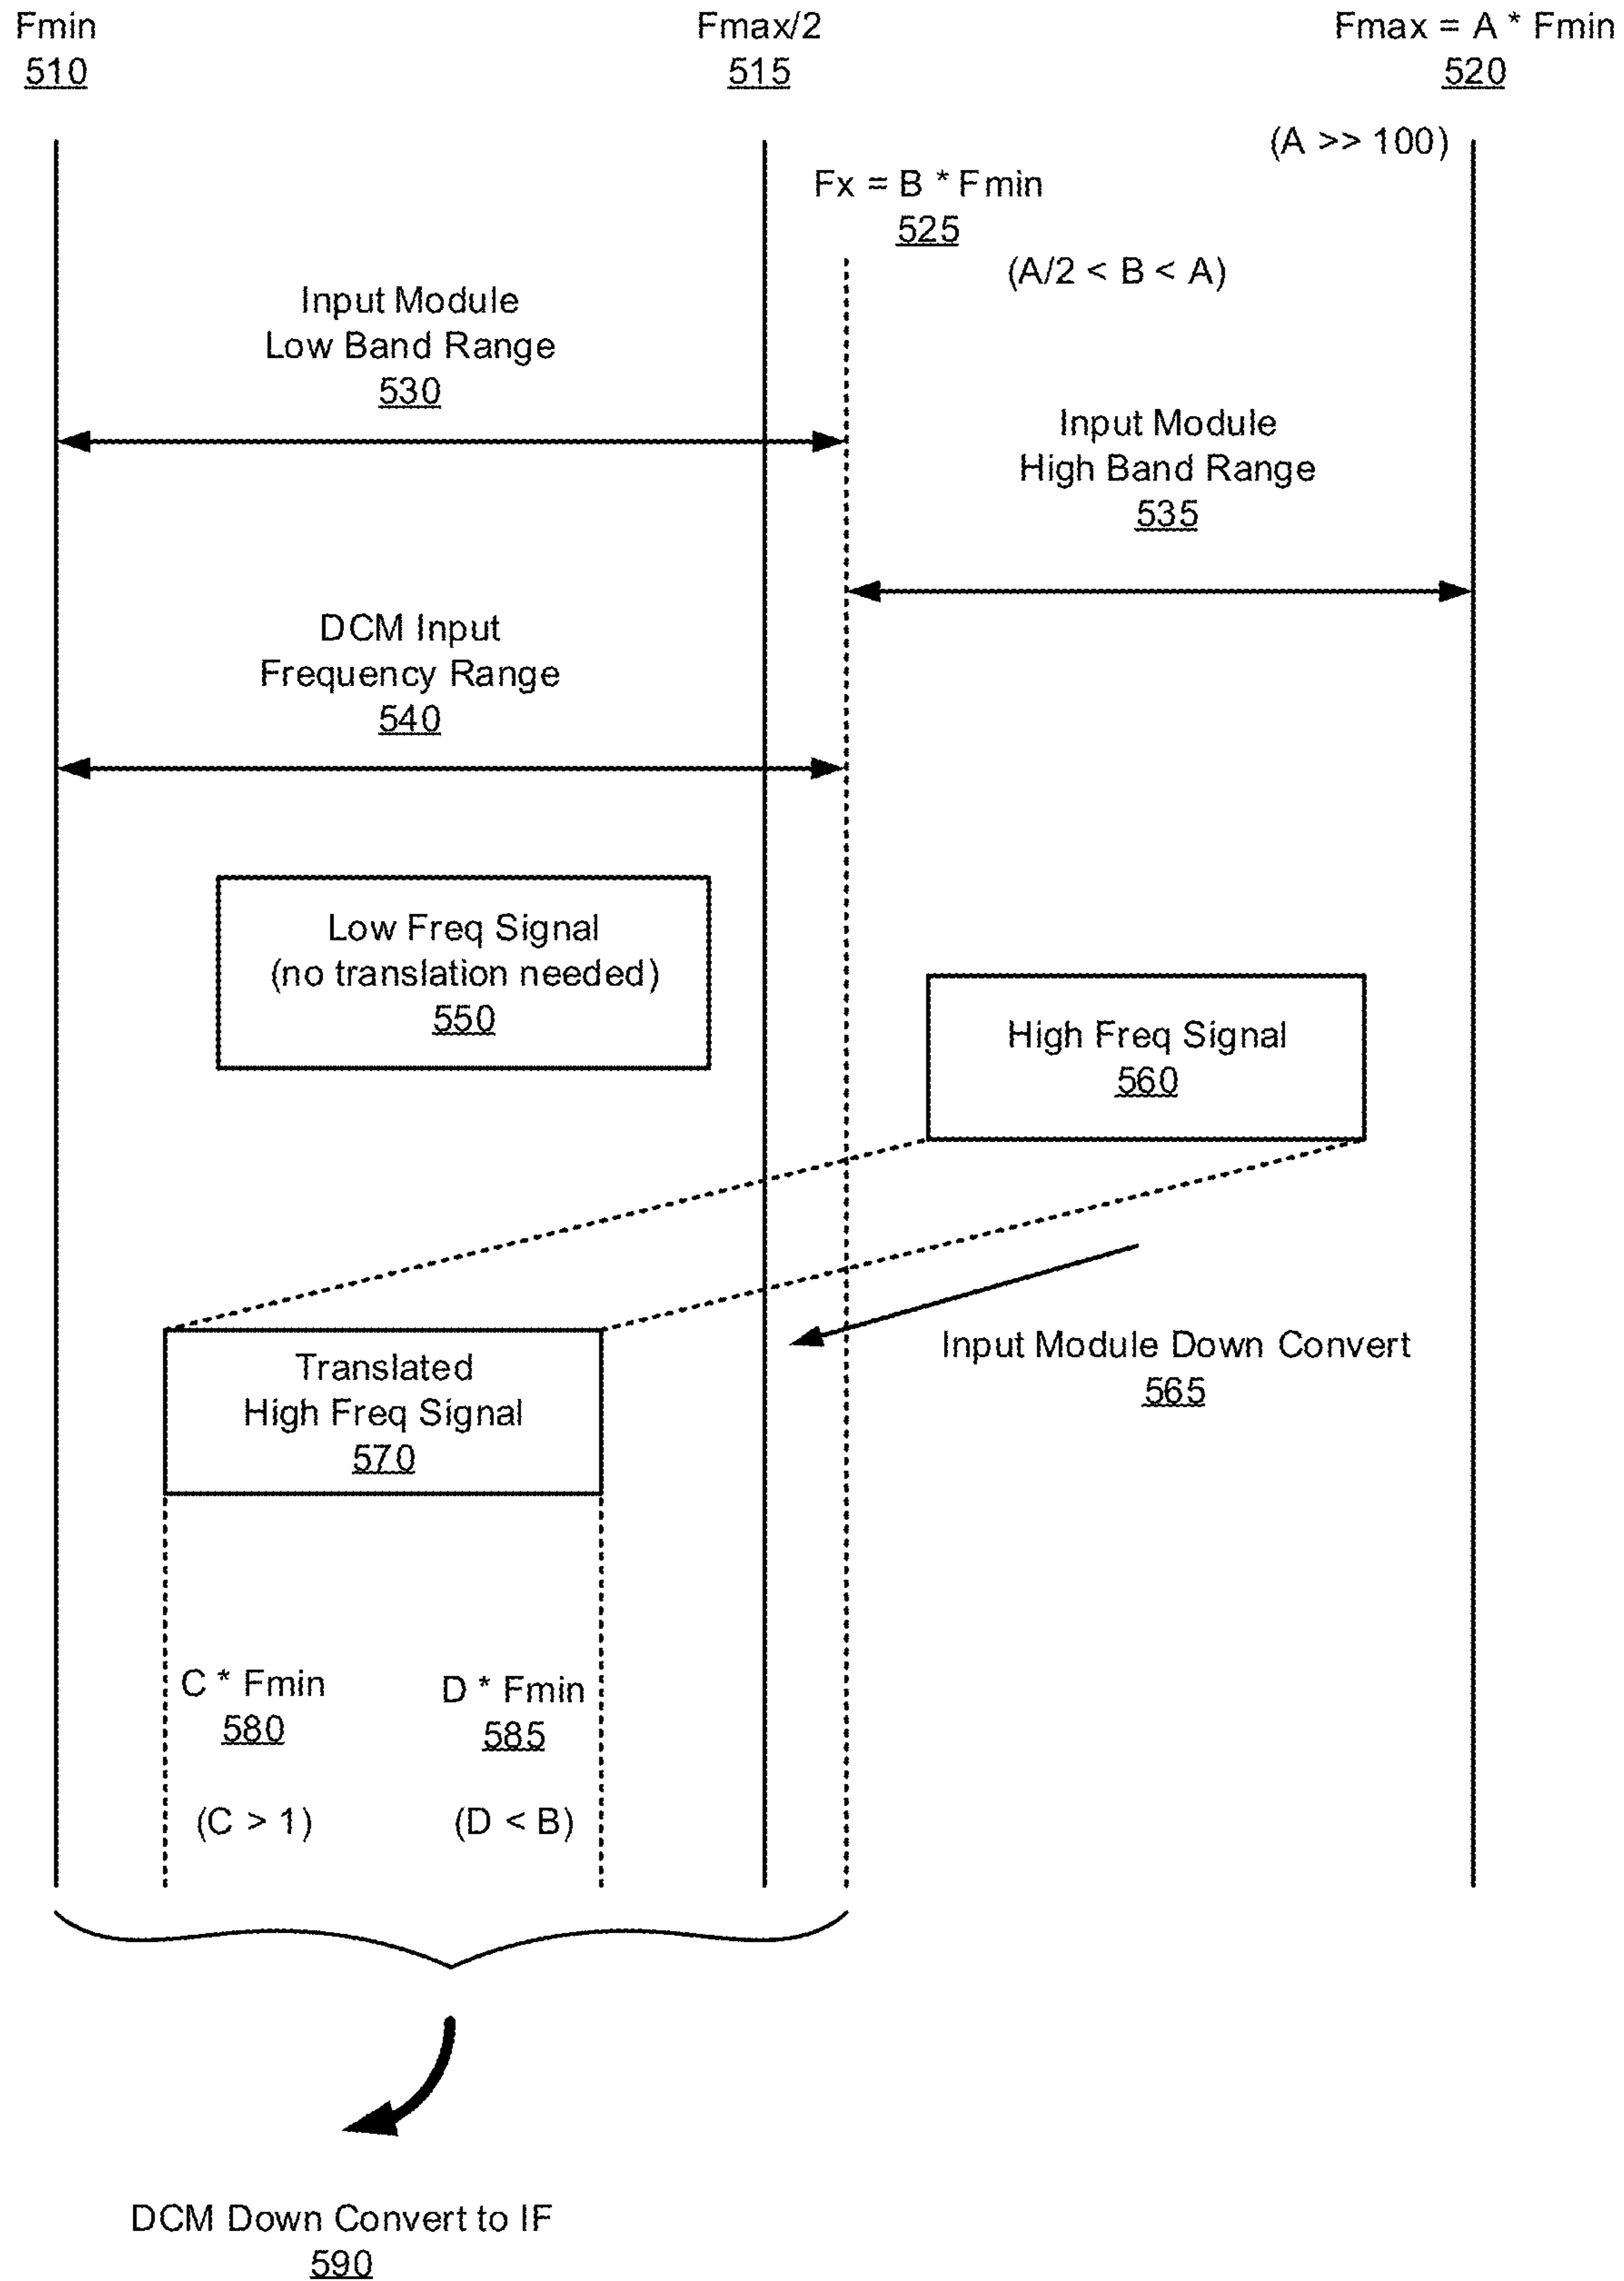 Fmin
510
Fmax/2
515
Fmax = A * Fmin
520
(A >> 100)
Fx = B * Fmin
525
(A/2 < B < A)
Input Module
Low Band Range
530
Input Module
High Band Range
535
DCM Input
Frequency Range
540
Low Freq Signal
(no translation needed)
550
High Freq Signal
560
Input Module Down Convert
565
Translated
High Freq Signal
570
C * Fmin
580
(C > 1)
D * Fmin
585
(D < B)
DCM Down Convert to IF
590